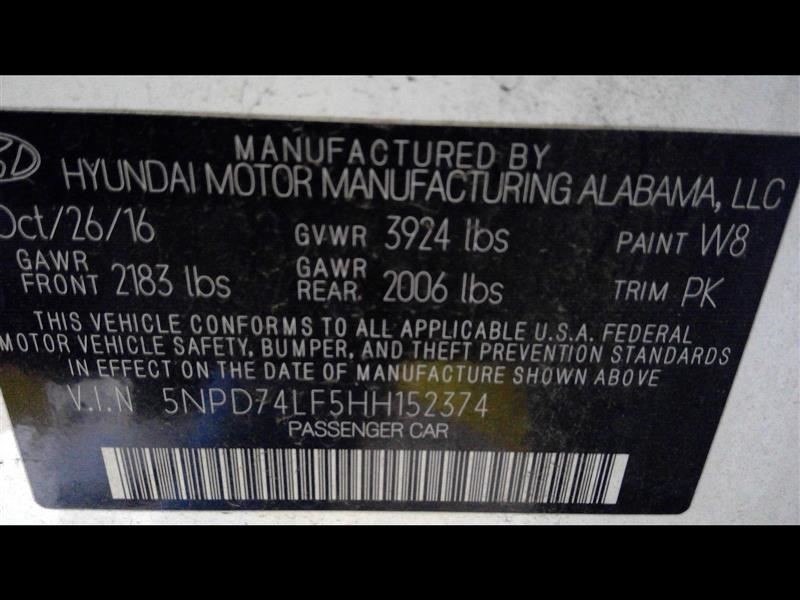 MANUFACTURED BY
HYUNDAI MOTOR MANUFACTURING ALABAMA, LLC
Oct/26/16 GVWR 3924 lbs PAINT W8
GAWR FRONT 2183 lbs GAWR REAR 2006 lbs TRIM PK
THIS VEHICLE CONFORMS TO ALL APPLICABLE U.S.A. FEDERAL
MOTOR VEHICLE SAFETY, BUMPER, AND THEFT PREVENTION STANDARDS
IN EFFECT ON THE DATE OF MANUFACTURE SHOWN ABOVE
V.I.N 5NPD74LF5HH152374
PASSENGER CAR